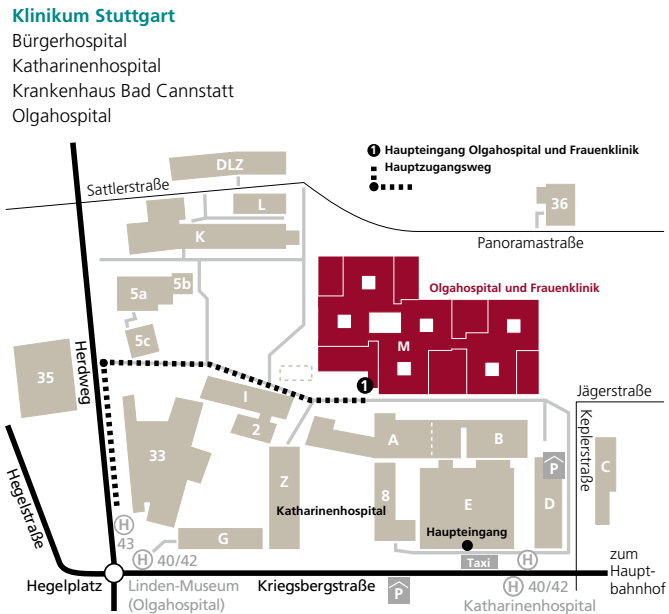 Klinikum Stuttgart
Bürgerhospital
Katharinenhospital
Krankenhaus Bad Cannstatt
Olgahospital
1 Haupteingang Olgahospital und Frauenklinik
Hauptzugangsweg
DLZ
Sattlerstraße
L
36
K
Panoramastraße
5b
5a
Olgahospital und Frauenklinik
M
5c
35
Herdweg
1
Jägerstraße
I
2
Keplerstraße
33
A
B
C
Hegelstraße
Z
8
E
D
P
Katharinenhospital
Haupteingang
H
43
G
H 40/42
Taxi
H
zum
Haupt-
bahnhof
Hegelplatz
Linden-Museum
(Olgahospital)
Kriegsbergstraße
P
H 40/42
Katharinenhospital